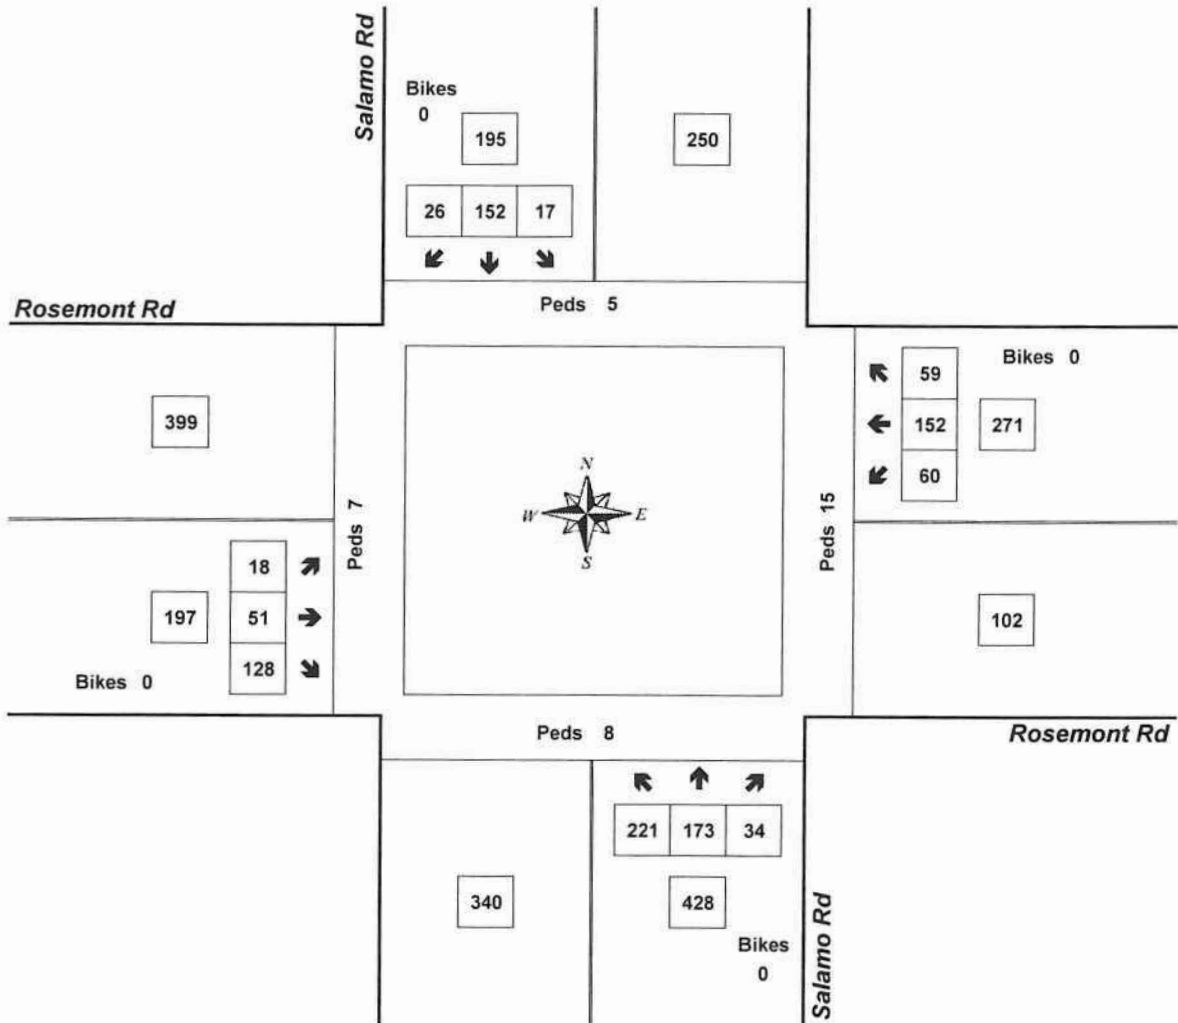 Salamo Rd
Bikes
0
195
250
26 152 17
Peds 5
Rosemont Rd
399
59
152
60
Bikes 0
271
Peds 7
N
W E
S
Peds 15
18
51
128
197
Bikes 0
102
Peds 8
Rosemont Rd
221 173 34
340
428
Bikes
0
Salamo Rd